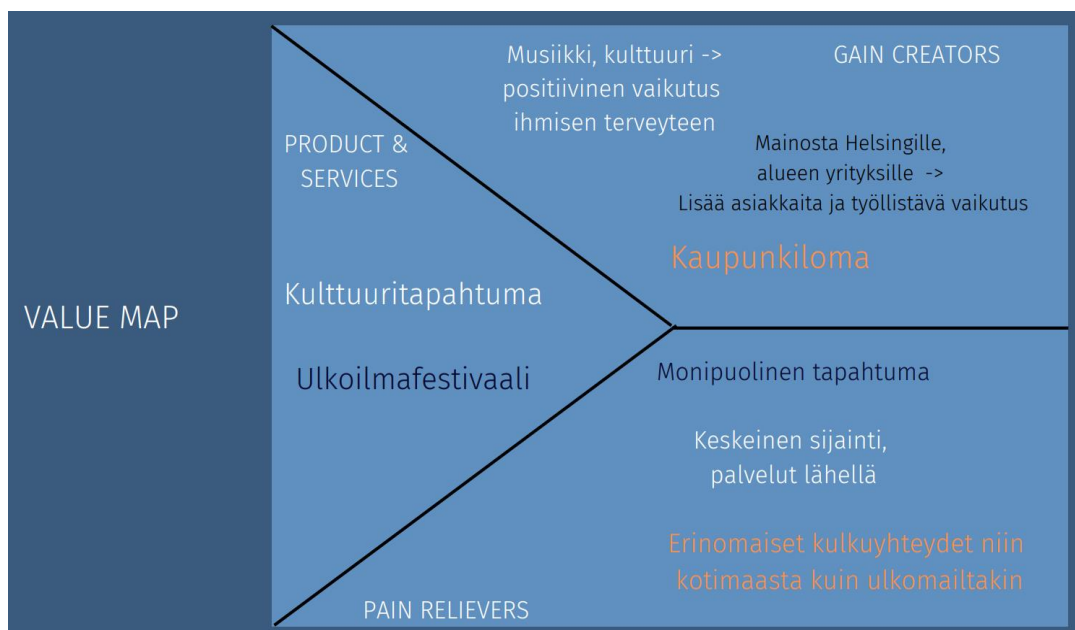 VALUE MAP
PRODUCT &
SERVICES
Kulttuuritapahtuma
Ulkoilmafestivaali
GAIN CREATORS
Musiikki, kulttuuri ->
positiivinen vaikutus
ihmisen terveyteen
Mainosta Helsingille,
alueen yrityksille ->
Lisää asiakkaita ja työllistävä vaikutus
Kaupunkiloma
Monipuolinen tapahtuma
Keskeinen sijainti,
palvelut lähellä
Erinomaiset kulkuyhteydet niin
kotimaasta kuin ulkomailtakin
PAIN RELIEVERS